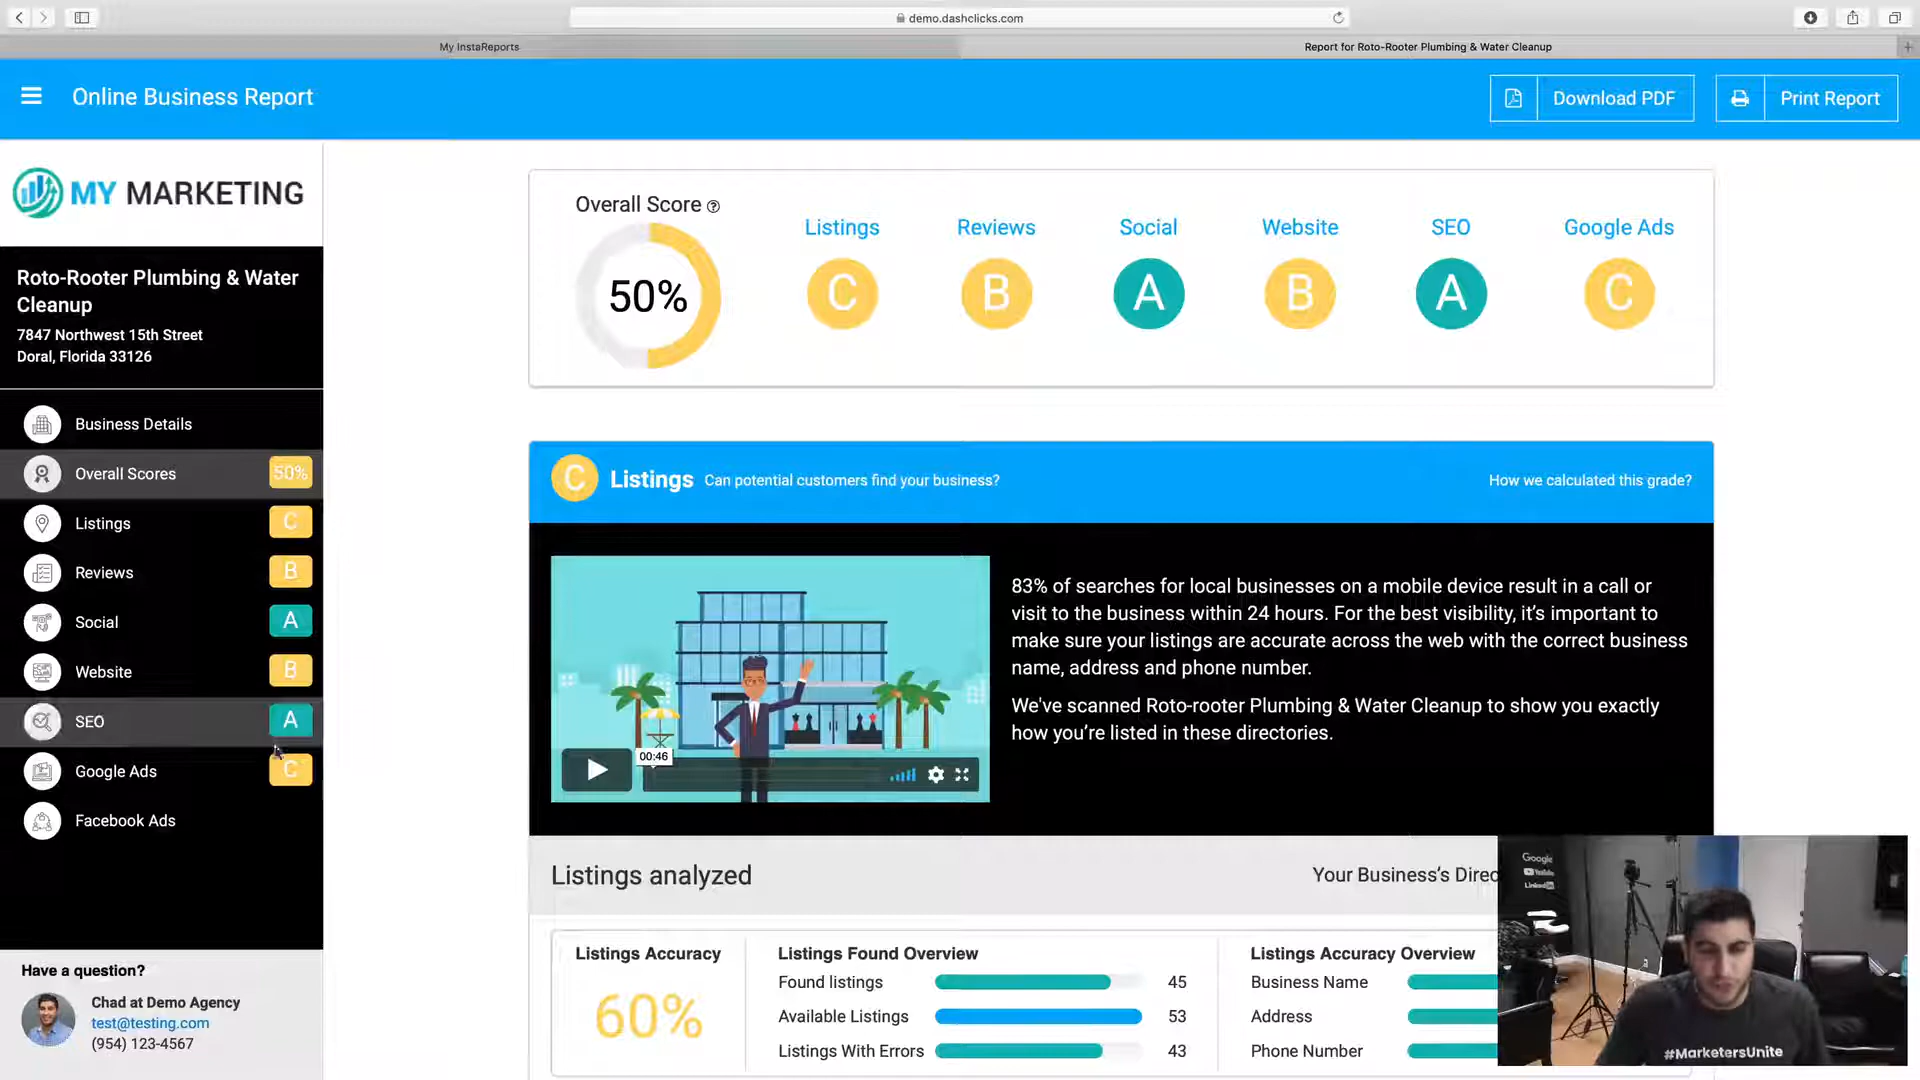 demo.dashclicks.com
My InstaReports
Report for Roto-Rooter Plumbing & Water Cleanup
Online Business Report
Download PDF
Print Report
MY MARKETING
Roto-Rooter Plumbing & Water
Cleanup
7847 Northwest 15th Street
Doral, Florida 33126
Business Details
Overall Scores 50%
Listings C
Reviews B
Social A
Website B
SEO A
Google Ads C
Facebook Ads
Have a question?
Chad at Demo Agency
test@testing.com
(954) 123-4567
Overall Score ?
50%
Listings Reviews Social Website SEO Google Ads
C B A B A C
C Listings Can potential customers find your business? How we calculated this grade?
00:46
83% of searches for local businesses on a mobile device result in a call or
visit to the business within 24 hours. For the best visibility, it's important to
make sure your listings are accurate across the web with the correct business
name, address and phone number.
We've scanned Roto-rooter Plumbing & Water Cleanup to show you exactly
how you're listed in these directories.
Listings analyzed
Your Business's Direc
Listings Accuracy
60%
Listings Found Overview
Found listings 45
Available Listings 53
Listings With Errors 43
Listings Accuracy Overview
Business Name
Address
Phone Number
Google
YouTube
LinkedIn
#MarketersUnite